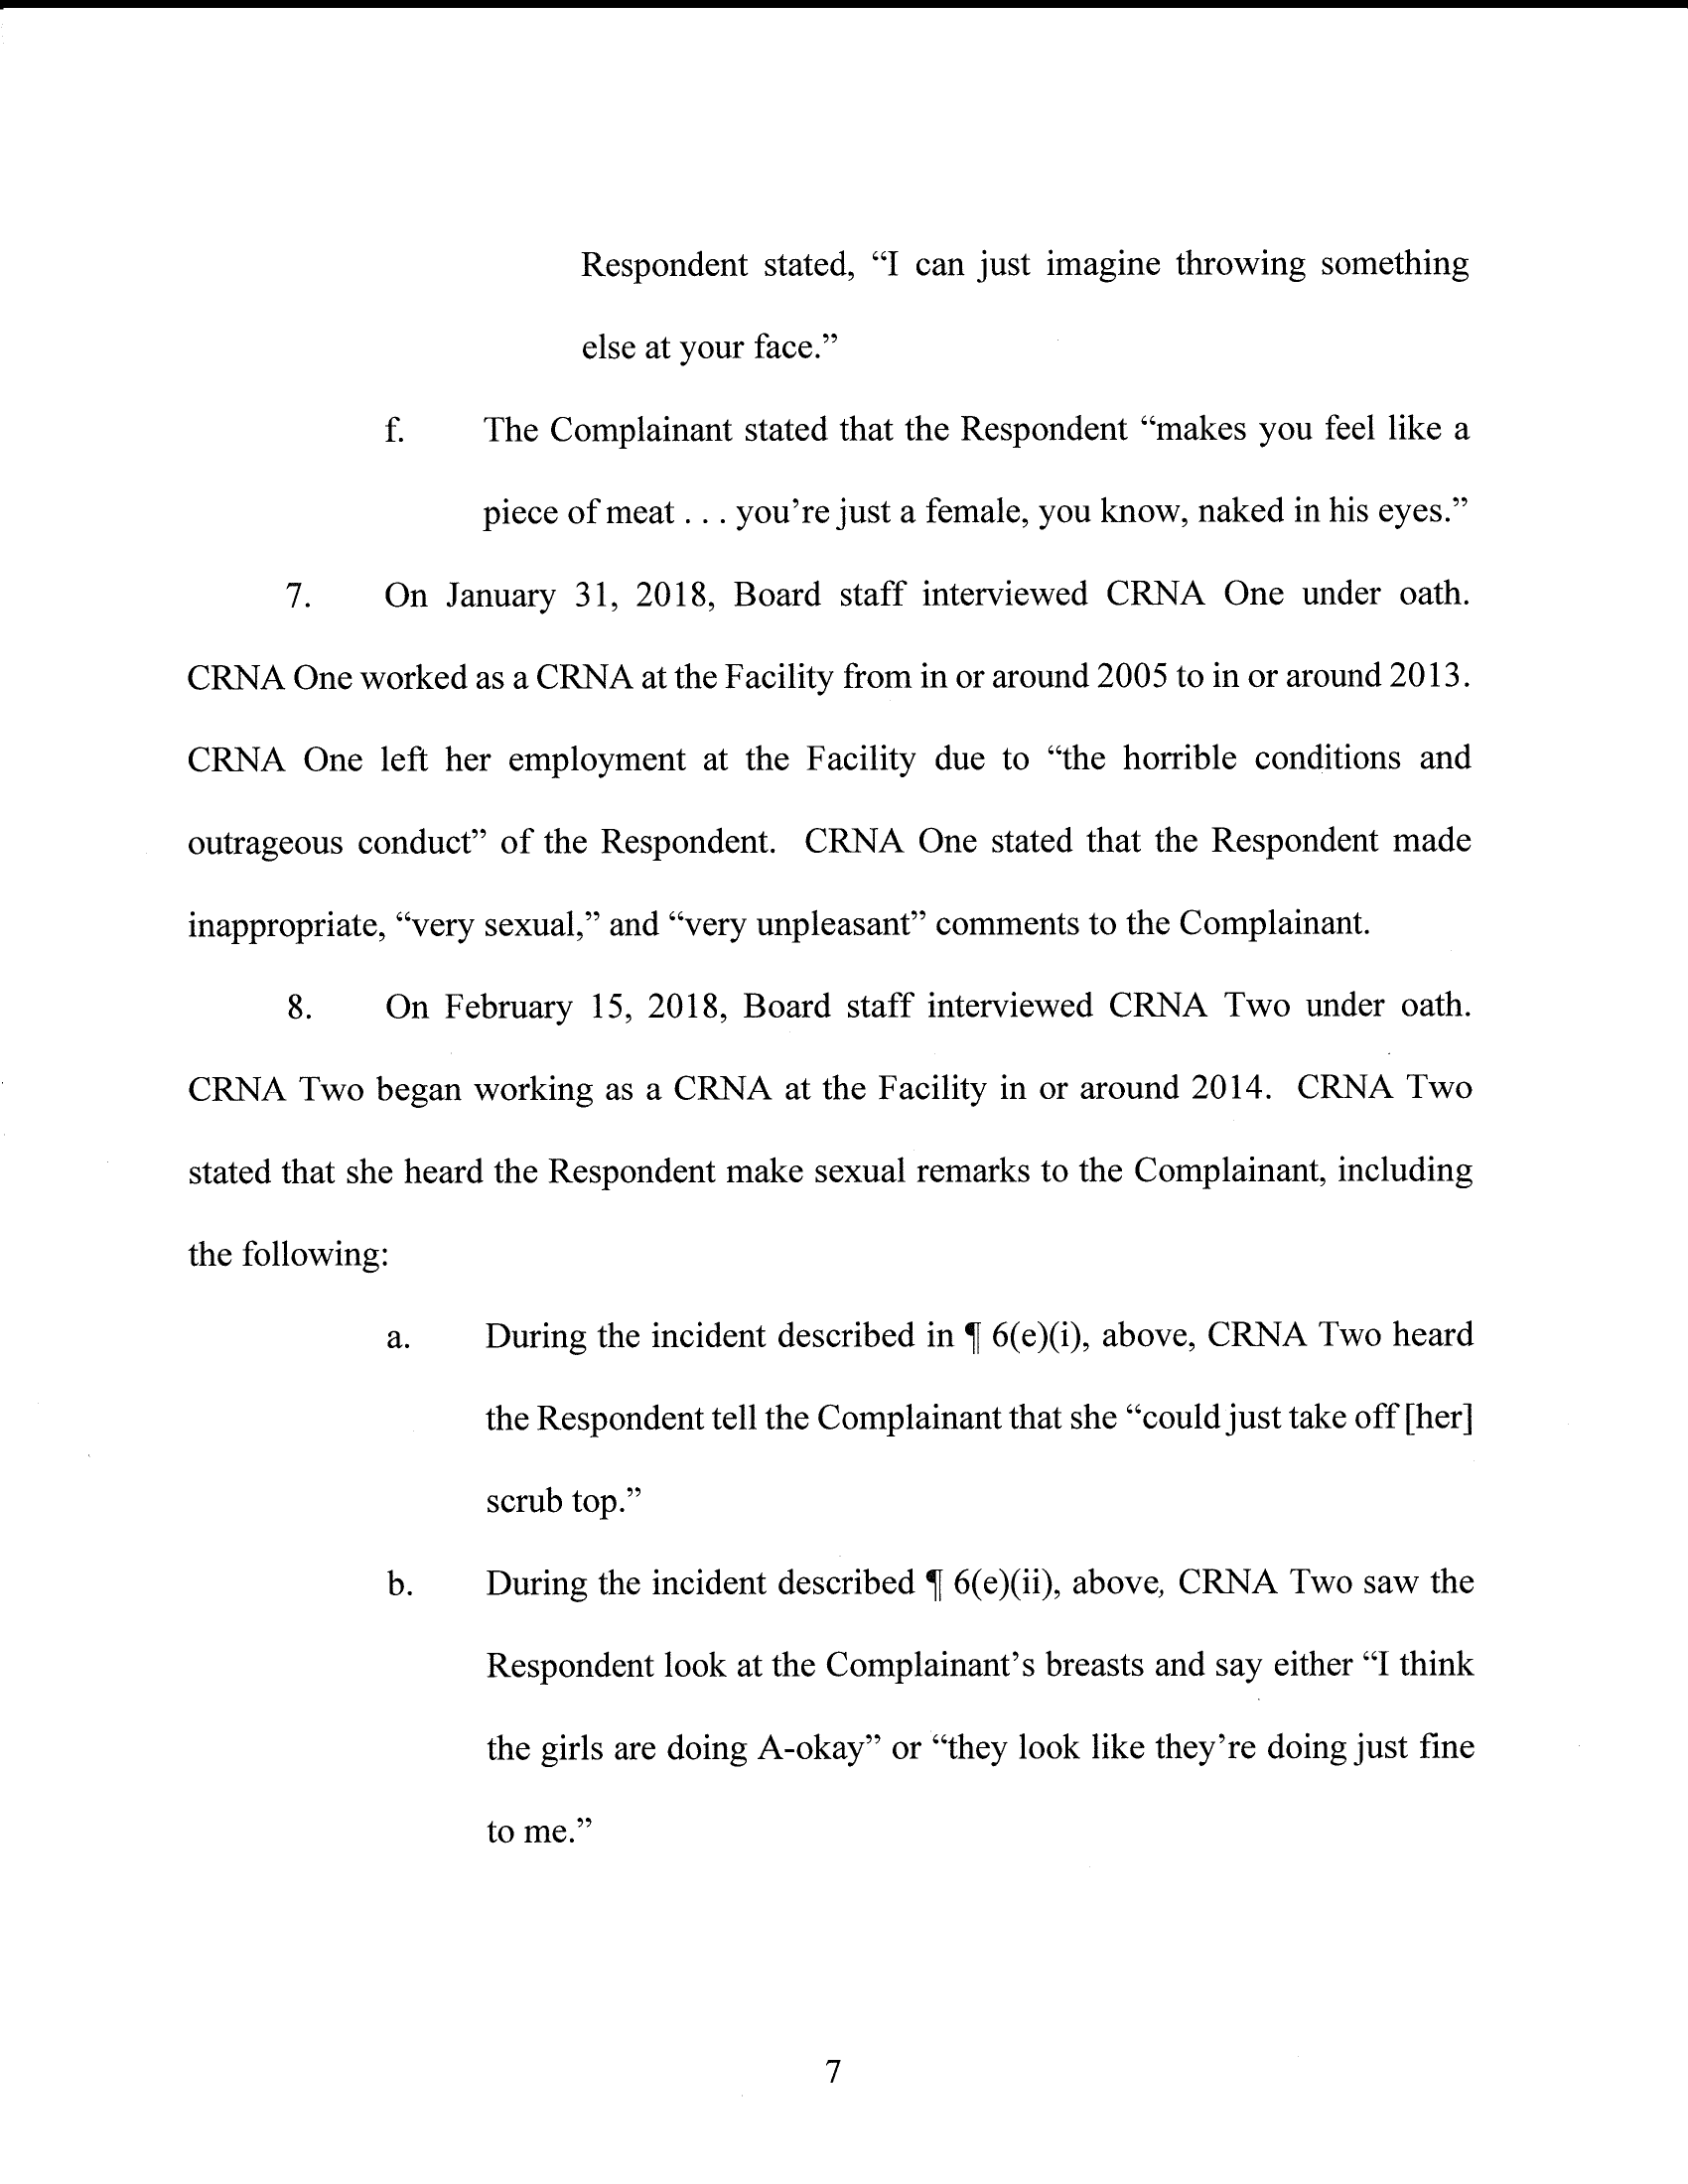 Respondent stated, “I can just imagine throwing something
else at your face.”
f. The Complainant stated that the Respondent “makes you feel like a
piece of meat . . . you’re just a female, you know, naked in his eyes.”
7. On January 31, 2018, Board staff interviewed CRNA One under oath.
CRNA One worked as a CRNA at the Facility from in or around 2005 to in or around 2013.
CRNA One left her employment at the Facility due to “the horrible conditions and
outrageous conduct” of the Respondent. CRNA One stated that the Respondent made
inappropriate, “very sexual,” and “very unpleasant” comments to the Complainant.
8. On February 15, 2018, Board staff interviewed CRNA Two under oath.
CRNA Two began working as a CRNA at the Facility in or around 2014. CRNA Two
stated that she heard the Respondent make sexual remarks to the Complainant, including
the following:
a. During the incident described in ¶ 6(e)(i), above, CRNA Two heard
the Respondent tell the Complainant that she “could just take off [her]
scrub top.”
b. During the incident described ¶ 6(e)(ii), above, CRNA Two saw the
Respondent look at the Complainant’s breasts and say either “I think
the girls are doing A-okay” or “they look like they’re doing just fine
to me.”
7